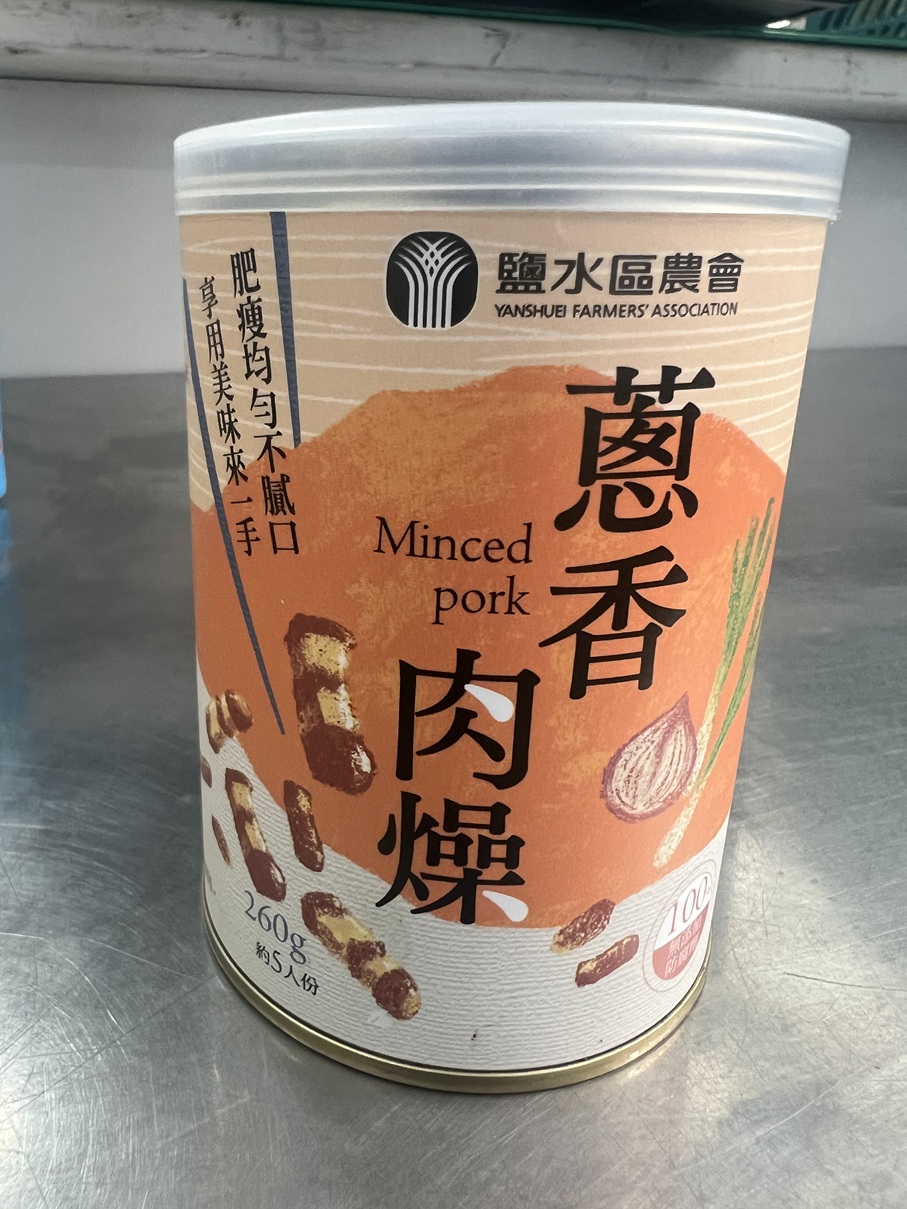 鹽水區農會
YANSHUEI FARMERS' ASSOCIATION
肥瘦均勻不膩口
享用美味來一手
蔥香
Minced
pork
肉燥
260g
約5人份
100